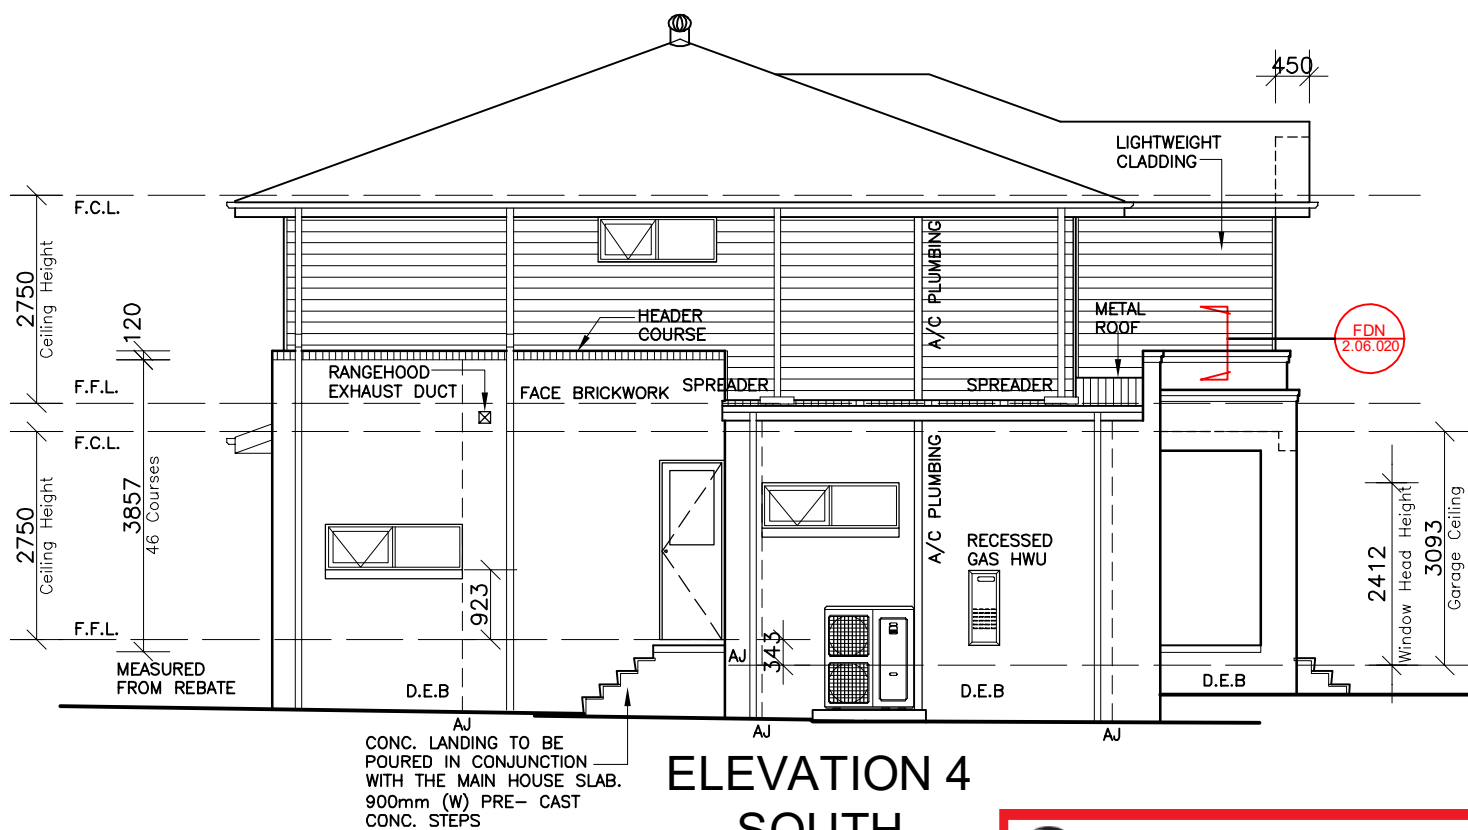 450
LIGHTWEIGHT
CLADDING
F.C.L.
2750
Ceiling Height
120
HEADER
COURSE
A/C PLUMBING
METAL
ROOF
FDN
2.06.020
RANGEHOOD
EXHAUST DUCT
FACE BRICKWORK
SPREADER
SPREADER
F.F.L.
F.C.L.
2750
Ceiling Height
3857
46 Courses
A/C PLUMBING
RECESSED
GAS HWU
923
343
2412
Window Head Height
3093
Garage Ceiling
F.F.L.
MEASURED
FROM REBATE
AJ
D.E.B
D.E.B
D.E.B
AJ
AJ
AJ
CONC. LANDING TO BE
POURED IN CONJUNCTION
WITH THE MAIN HOUSE SLAB.
900mm (W) PRE- CAST
CONC. STEPS
ELEVATION 4
SOUTH